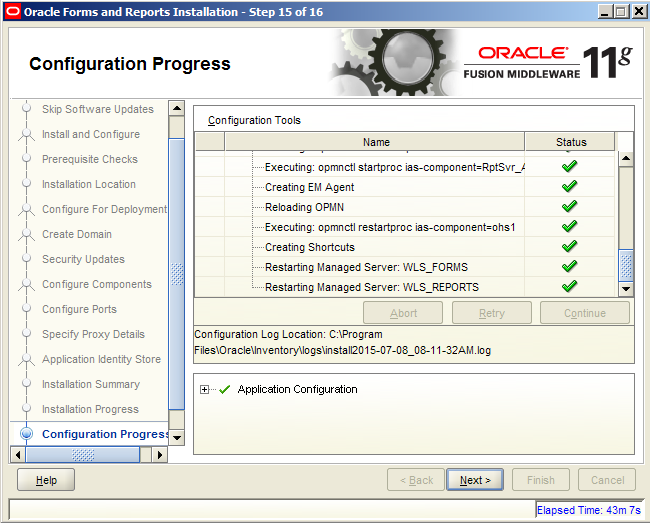 Oracle Forms and Reports Installation - Step 15 of 16
Configuration Progress
ORACLE
FUSION MIDDLEWARE
11g
Skip Software Updates
Install and Configure
Prerequisite Checks
Installation Location
Configure For Deployment
Create Domain
Security Updates
Configure Components
Configure Ports
Specify Proxy Details
Application Identity Store
Installation Summary
Installation Progress
Configuration Progress
Configuration Tools
Name Status
Executing: opmnctl startproc ias-component=RptSvr_A
Creating EM Agent
Reloading OPMN
Executing: opmnctl restartproc ias-component=ohs1
Creating Shortcuts
Restarting Managed Server: WLS_FORMS
Restarting Managed Server: WLS_REPORTS
Abort Retry Continue
Configuration Log Location: C:\Program
Files\Oracle\Inventory\logs\install2015-07-08_08-11-32AM.log
Application Configuration
Help < Back Next > Finish Cancel
Elapsed Time: 43m 7s